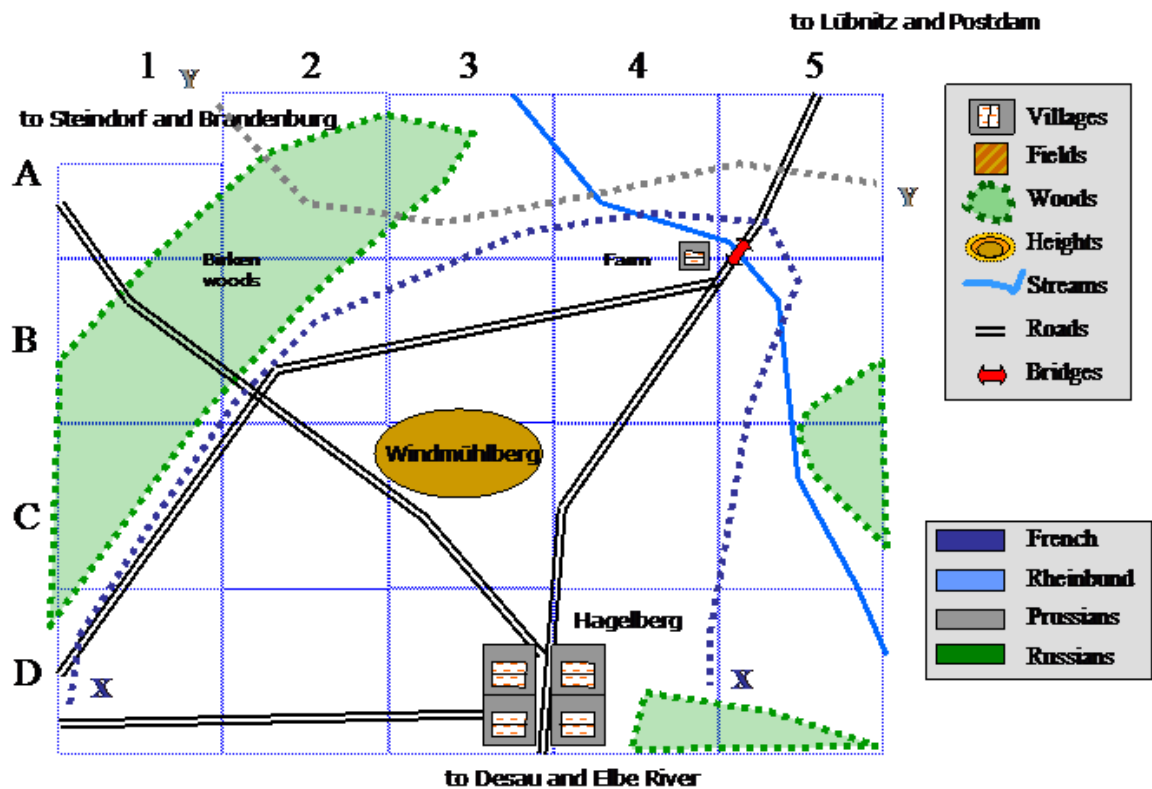 to Lübnitz and Postdam
1 2 3 4 5
Y
to Steindorf and Brandenburg
A
Y
Birken
woods
Farm
B
Windmühlberg
C
Hagelberg
D
X
X
to Desau and Elbe River
Villages
Fields
Woods
Heights
Streams
Roads
Bridges
French
Rheinbund
Prussians
Russians